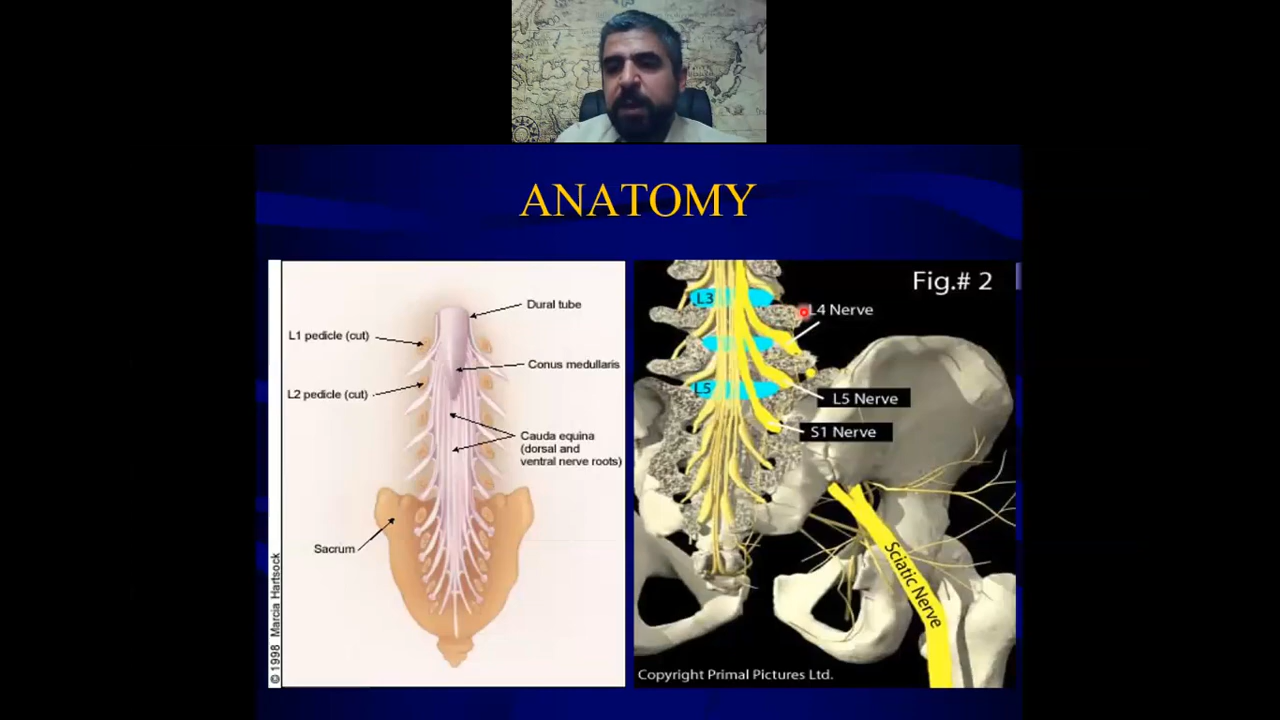 ANATOMY
Dural tube
L1 pedicle (cut)
Conus medullaris
L2 pedicle (cut)
Cauda equina
(dorsal and
ventral nerve roots)
Sacrum
© 1998 Marcia Hartsock
Fig.# 2
L3
L4 Nerve
L5
L5 Nerve
S1 Nerve
Sciatic Nerve
Copyright Primal Pictures Ltd.